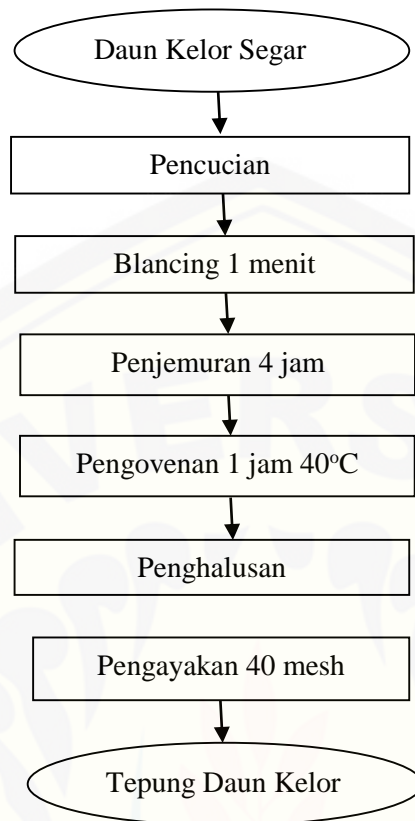 Daun Kelor Segar
Pencucian
Blancing 1 menit
Penjemuran 4 jam
Pengovenan 1 jam 40°C
Penghalusan
Pengayakan 40 mesh
Tepung Daun Kelor